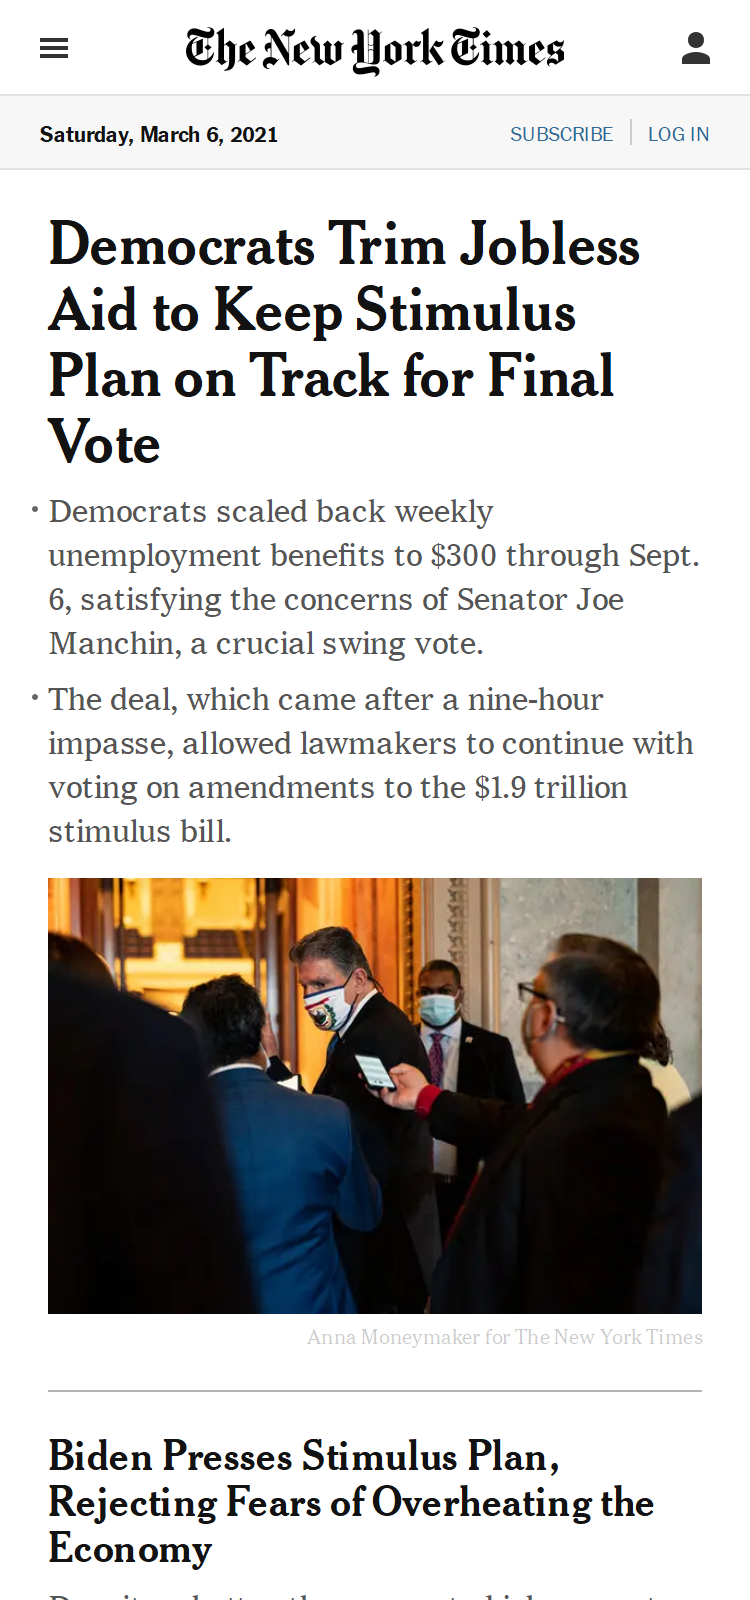 The New York Times
Saturday, March 6, 2021
SUBSCRIBE
LOG IN
Democrats Trim Jobless
Aid to Keep Stimulus
Plan on Track for Final
Vote
• Democrats scaled back weekly
unemployment benefits to $300 through Sept.
6, satisfying the concerns of Senator Joe
Manchin, a crucial swing vote.
• The deal, which came after a nine-hour
impasse, allowed lawmakers to continue with
voting on amendments to the $1.9 trillion
stimulus bill.
Anna Moneymaker for The New York Times
Biden Presses Stimulus Plan,
Rejecting Fears of Overheating the
Economy